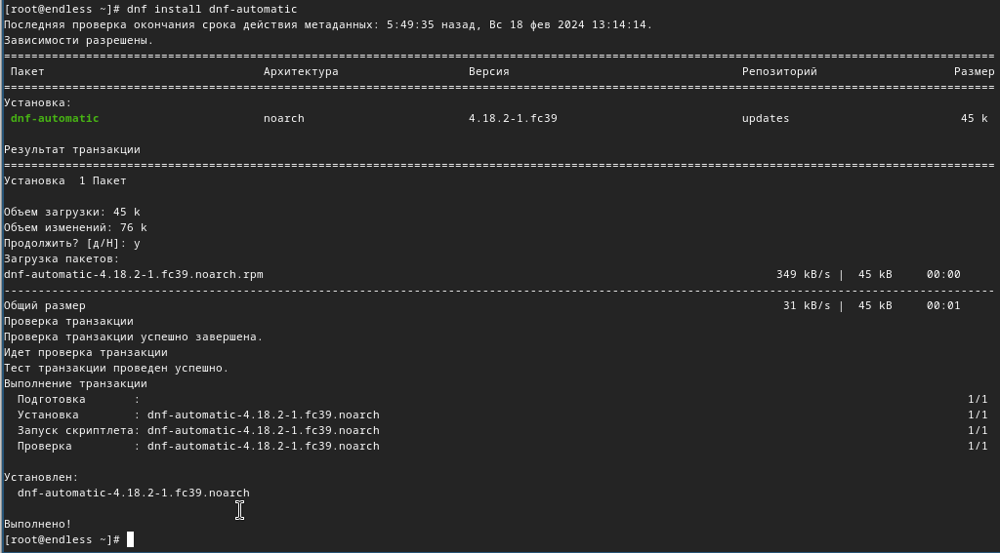 [root@endless ~]# dnf install dnf-automatic
Последняя проверка окончания срока действия метаданных: 5:49:35 назад, Вс 18 фев 2024 13:14:14.
Зависимости разрешены.
================================================================================
Пакет Архитектура Версия Репозиторий Размер
================================================================================
Установка:
dnf-automatic noarch 4.18.2-1.fc39 updates 45 k
Результат транзакции
================================================================================
Установка  1 Пакет
Объем загрузки: 45 k
Объем изменений: 76 k
Продолжить? [д/Н]: y
Загрузка пакетов:
dnf-automatic-4.18.2-1.fc39.noarch.rpm 349 kB/s |  45 kB     00:00
--------------------------------------------------------------------------------
Общий размер 31 kB/s |  45 kB     00:01
Проверка транзакции
Проверка транзакции успешно завершена.
Идет проверка транзакции
Тест транзакции проведен успешно.
Выполнение транзакции
Подготовка       : 1/1
Установка        : dnf-automatic-4.18.2-1.fc39.noarch 1/1
Запуск скриптлета: dnf-automatic-4.18.2-1.fc39.noarch 1/1
Проверка         : dnf-automatic-4.18.2-1.fc39.noarch 1/1
Установлен:
dnf-automatic-4.18.2-1.fc39.noarch
Выполнено!
[root@endless ~]#